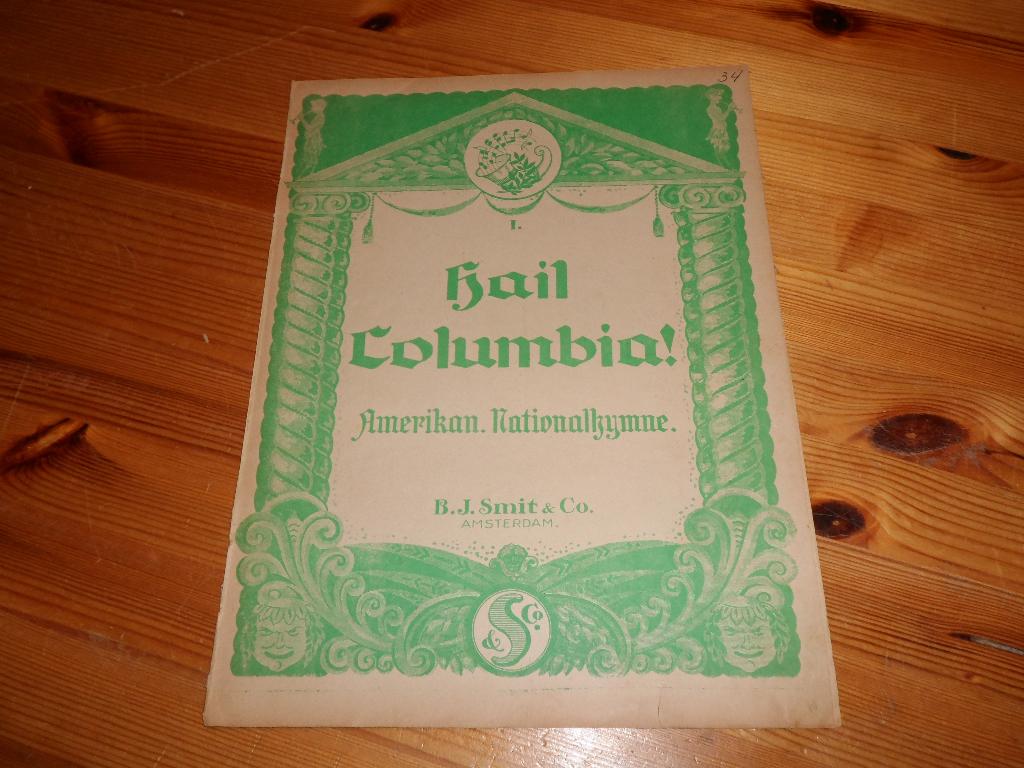 34
I.
Hail
Columbia!
Amerikan. Nationalhymne.
B.J. Smit & Co.
AMSTERDAM.
& S Co.